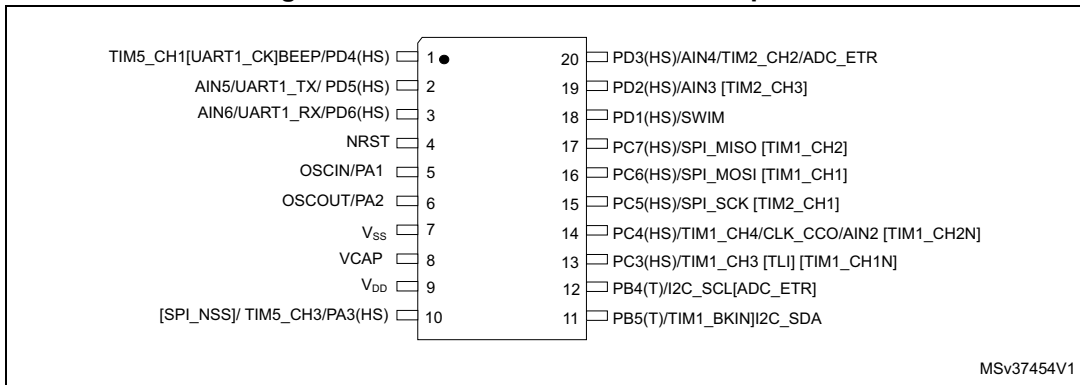 TIM5_CH1[UART1_CK]BEEP/PD4(HS) 1 20 PD3(HS)/AIN4/TIM2_CH2/ADC_ETR
AIN5/UART1_TX/ PD5(HS) 2 19 PD2(HS)/AIN3 [TIM2_CH3]
AIN6/UART1_RX/PD6(HS) 3 18 PD1(HS)/SWIM
NRST 4 17 PC7(HS)/SPI_MISO [TIM1_CH2]
OSCIN/PA1 5 16 PC6(HS)/SPI_MOSI [TIM1_CH1]
OSCOUT/PA2 6 15 PC5(HS)/SPI_SCK [TIM2_CH1]
VSS 7 14 PC4(HS)/TIM1_CH4/CLK_CCO/AIN2 [TIM1_CH2N]
VCAP 8 13 PC3(HS)/TIM1_CH3 [TLI] [TIM1_CH1N]
VDD 9 12 PB4(T)/I2C_SCL[ADC_ETR]
[SPI_NSS]/ TIM5_CH3/PA3(HS) 10 11 PB5(T)/TIM1_BKIN]I2C_SDA
MSv37454V1